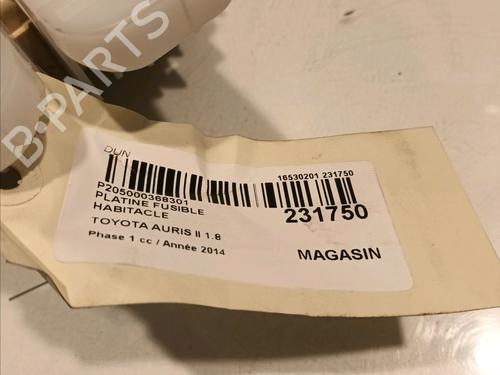 B-PARTS
DUN
P205000368301
PLATINE FUSIBLE
HABITACLE
TOYOTA AURIS II 1.8
Phase 1 cc / Année 2014
16530201 231750
231750
MAGASIN